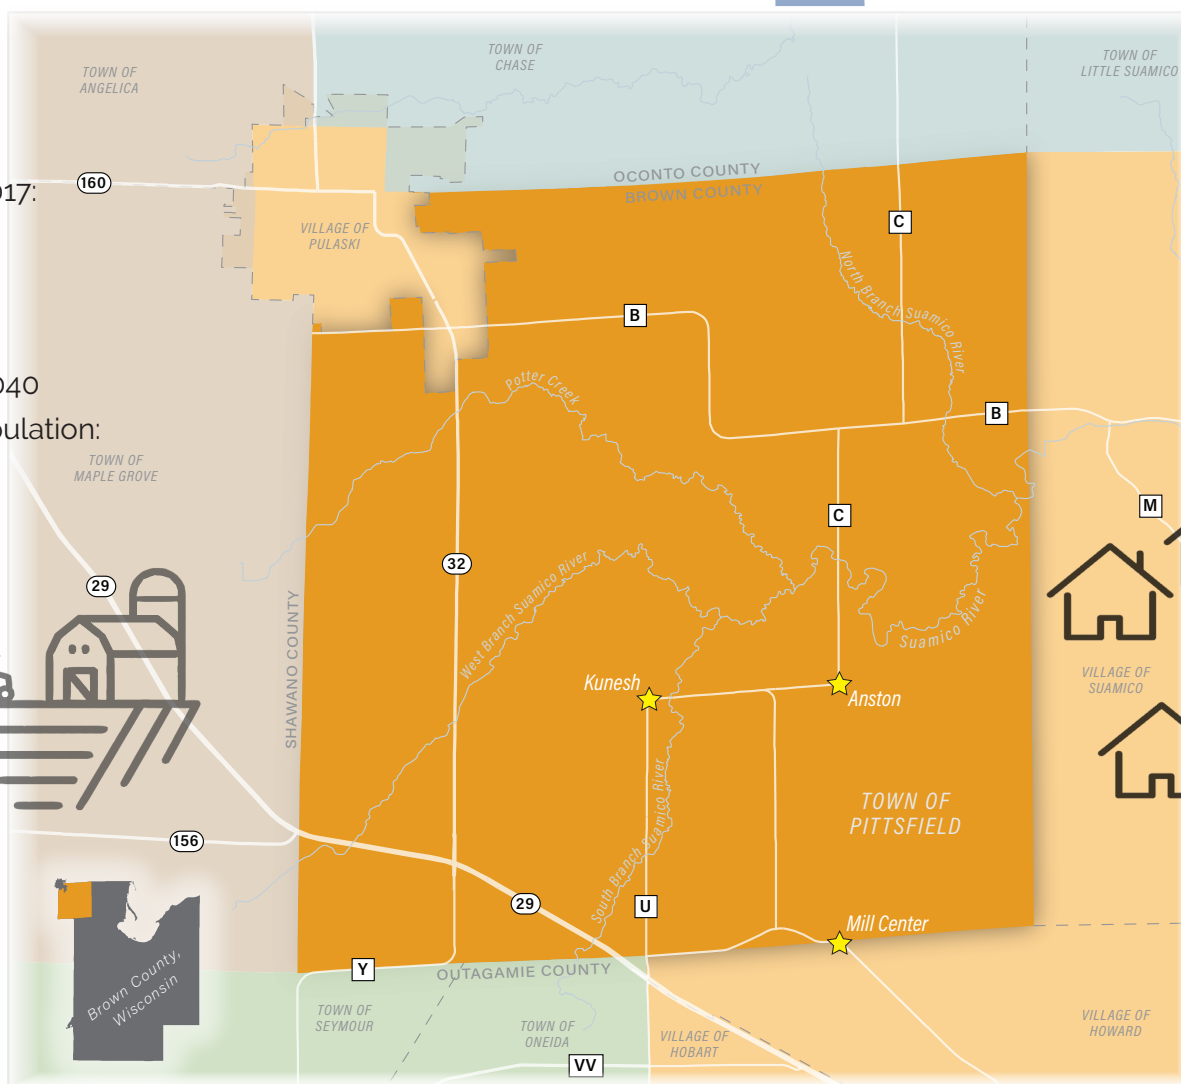 TOWN OF
ANGELICA
TOWN OF
CHASE
TOWN OF
LITTLE SUAMICO
160
017:
OCONTO COUNTY
BROWN COUNTY
C
VILLAGE OF
PULASKI
North Branch Suamico River
B
040
Potter Creek
B
ulation:
TOWN OF
MAPLE GROVE
M
C
32
29
West Branch Suamico River
Suamico River
SHAWANO COUNTY
Kunesh
VILLAGE OF
SUAMICO
Anston
South Branch Suamico River
TOWN OF
PITTSFIELD
156
29
U
Mill Center
Brown County,
Wisconsin
Y
OUTAGAMIE COUNTY
TOWN OF
SEYMOUR
TOWN OF
ONEIDA
VILLAGE OF
HOBART
VILLAGE OF
HOWARD
VV